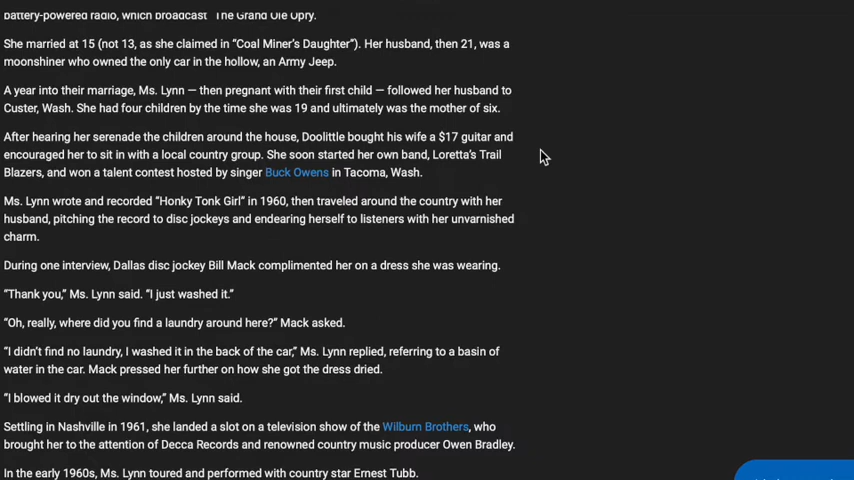 battery-powered radio, which broadcast "The Grand Ole Opry.
She married at 15 (not 13, as she claimed in “Coal Miner’s Daughter”). Her husband, then 21, was a
moonshiner who owned the only car in the hollow, an Army Jeep.
A year into their marriage, Ms. Lynn — then pregnant with their first child — followed her husband to
Custer, Wash. She had four children by the time she was 19 and ultimately was the mother of six.
After hearing her serenade the children around the house, Doolittle bought his wife a $17 guitar and
encouraged her to sit in with a local country group. She soon started her own band, Loretta’s Trail
Blazers, and won a talent contest hosted by singer Buck Owens in Tacoma, Wash.
Ms. Lynn wrote and recorded “Honky Tonk Girl” in 1960, then traveled around the country with her
husband, pitching the record to disc jockeys and endearing herself to listeners with her unvarnished
charm.
During one interview, Dallas disc jockey Bill Mack complimented her on a dress she was wearing.
“Thank you,” Ms. Lynn said. “I just washed it.”
“Oh, really, where did you find a laundry around here?” Mack asked.
“I didn’t find no laundry, I washed it in the back of the car,” Ms. Lynn replied, referring to a basin of
water in the car. Mack pressed her further on how she got the dress dried.
“I blowed it dry out the window,” Ms. Lynn said.
Settling in Nashville in 1961, she landed a slot on a television show of the Wilburn Brothers, who
brought her to the attention of Decca Records and renowned country music producer Owen Bradley.
In the early 1960s, Ms. Lynn toured and performed with country star Ernest Tubb.